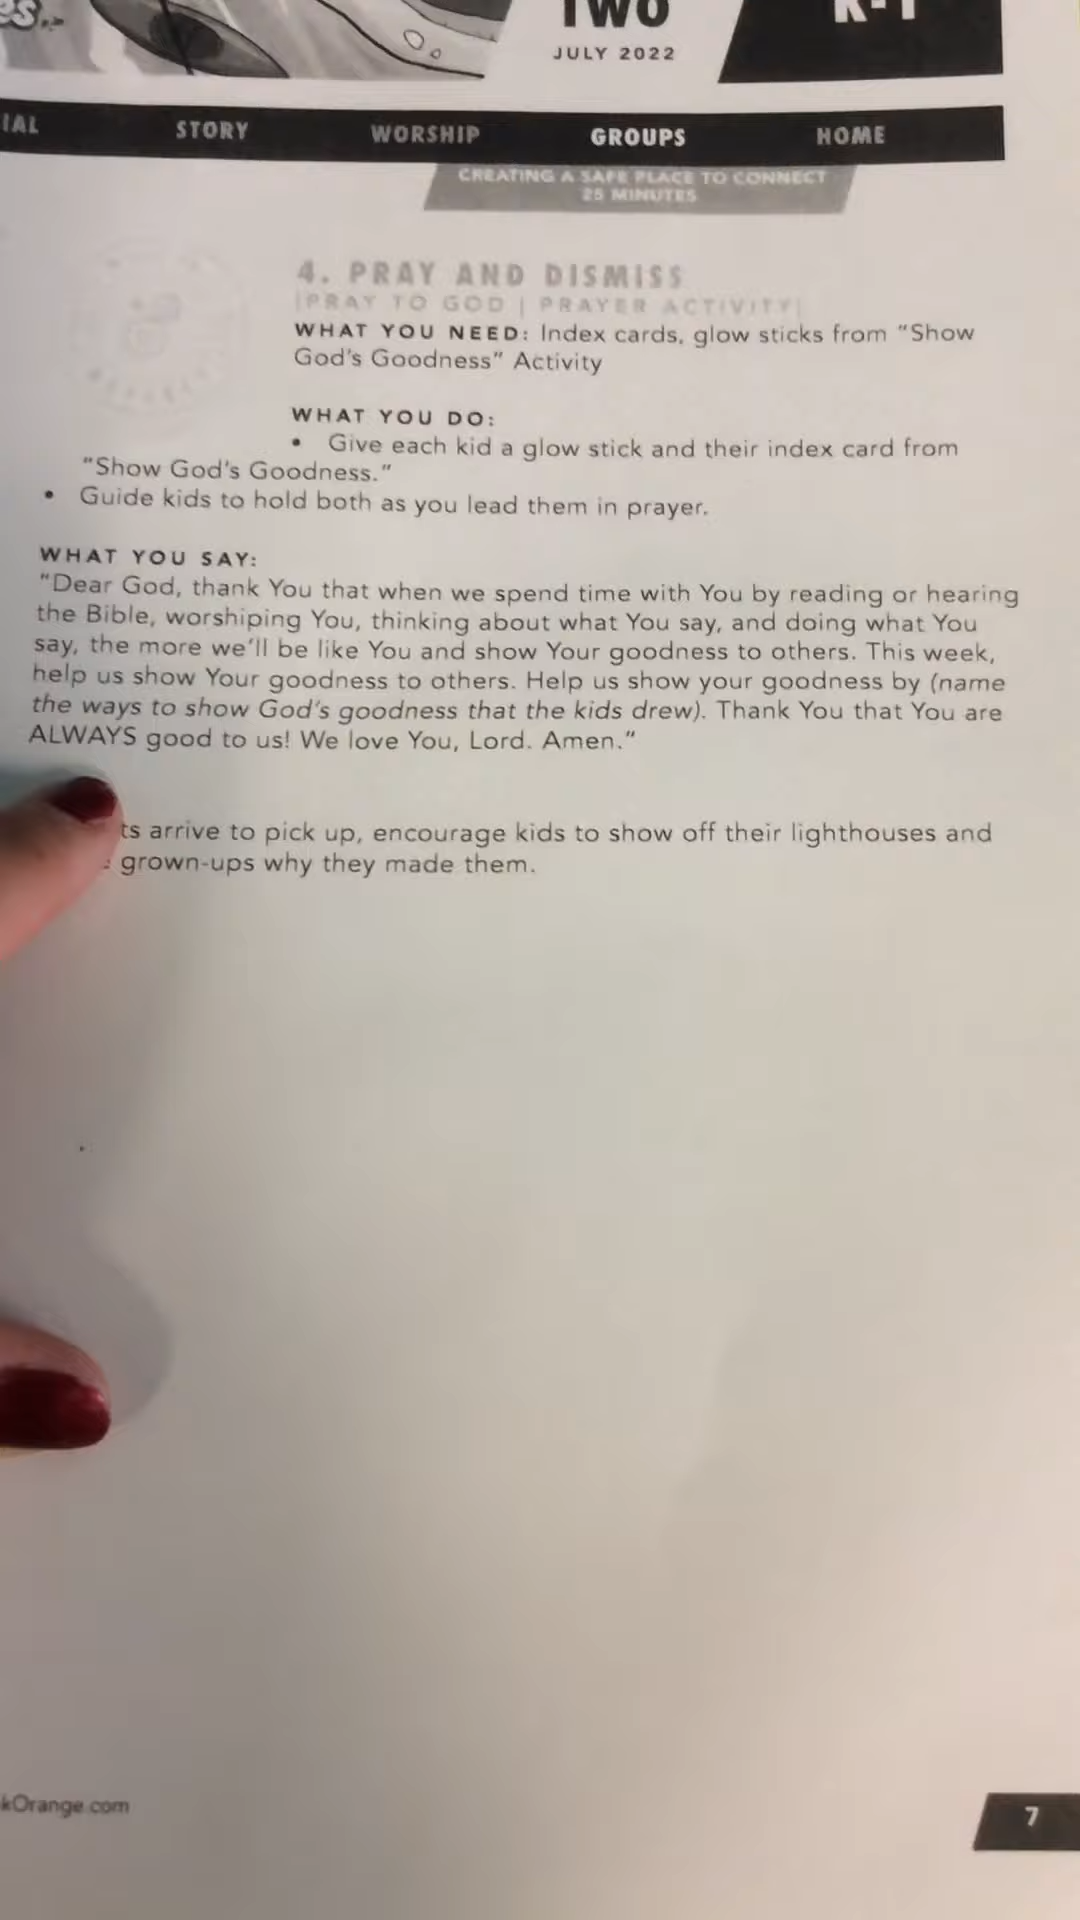 TWO
K-1
JULY 2022
STORY
WORSHIP
GROUPS
HOME
CREATING A SAFE PLACE TO CONNECT
25 MINUTES
4. PRAY AND DISMISS
|PRAY TO GOD | PRAYER ACTIVITY|
WHAT YOU NEED: Index cards, glow sticks from “Show
God’s Goodness” Activity
WHAT YOU DO:
• Give each kid a glow stick and their index card from
“Show God’s Goodness.”
• Guide kids to hold both as you lead them in prayer.
WHAT YOU SAY:
“Dear God, thank You that when we spend time with You by reading or hearing
the Bible, worshiping You, thinking about what You say, and doing what You
say, the more we’ll be like You and show Your goodness to others. This week,
help us show Your goodness to others. Help us show your goodness by (name
the ways to show God’s goodness that the kids drew). Thank You that You are
ALWAYS good to us! We love You, Lord. Amen.”
ts arrive to pick up, encourage kids to show off their lighthouses and
grown-ups why they made them.
kOrange.com
7